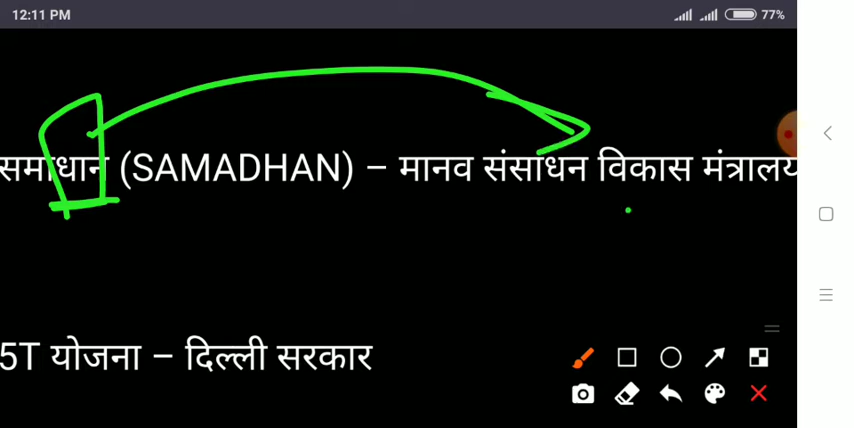 12:11 PM 77%
समाधान (SAMADHAN) – मानव संसाधन विकास मंत्रालय
5T योजना – दिल्ली सरकार